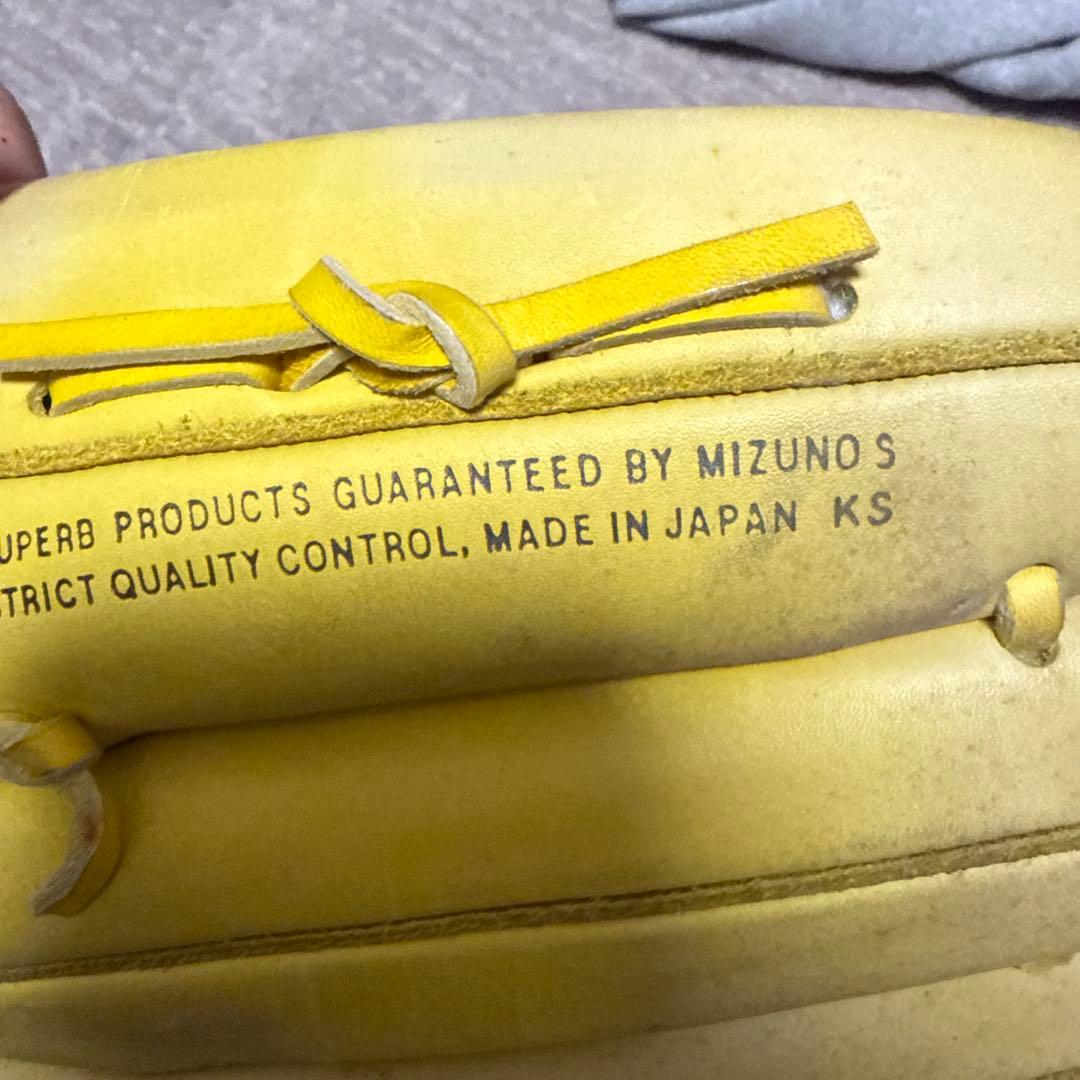 UPERB PRODUCTS GUARANTEED BY MIZUNO S
TRICT QUALITY CONTROL, MADE IN JAPAN KS